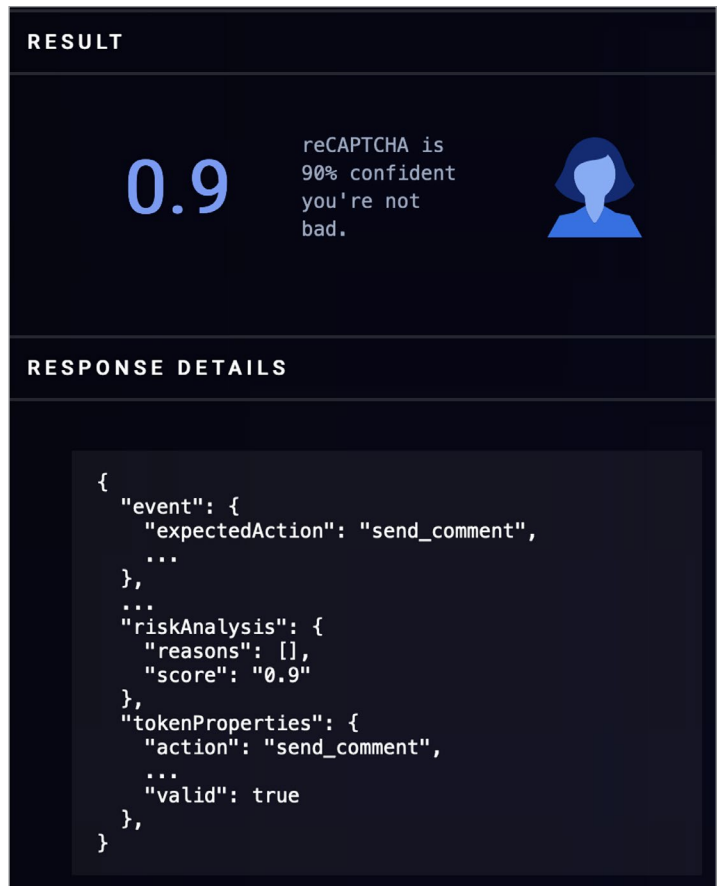 RESULT
0.9
reCAPTCHA is
90% confident
you're not
bad.
RESPONSE DETAILS
{
  "event": {
    "expectedAction": "send_comment",
    ...
  },
  ...
  "riskAnalysis": {
    "reasons": [],
    "score": "0.9"
  },
  "tokenProperties": {
    "action": "send_comment",
    ...
    "valid": true
  },
}